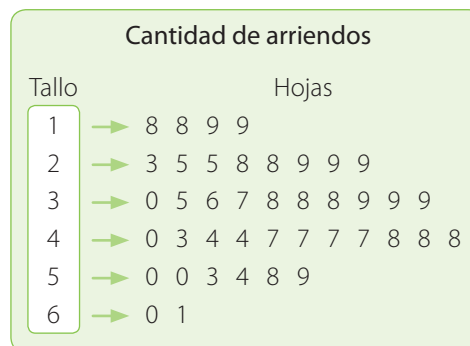 Cantidad de arriendos
Tallo Hojas
1 8 8 9 9
2 3 5 5 8 8 9 9 9
3 0 5 6 7 8 8 8 9 9 9
4 0 3 4 4 7 7 7 7 8 8 8
5 0 0 3 4 8 9
6 0 1